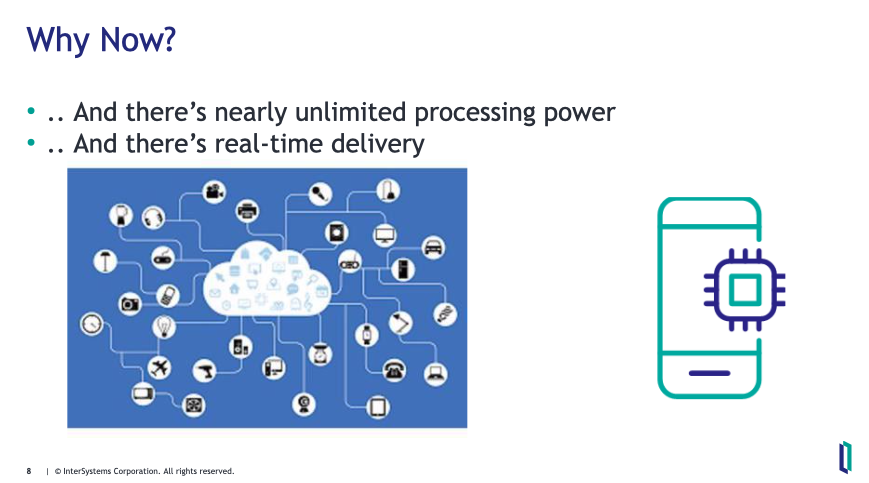 Why Now?
• .. And there's nearly unlimited processing power
• .. And there's real-time delivery
8 | © InterSystems Corporation. All rights reserved.